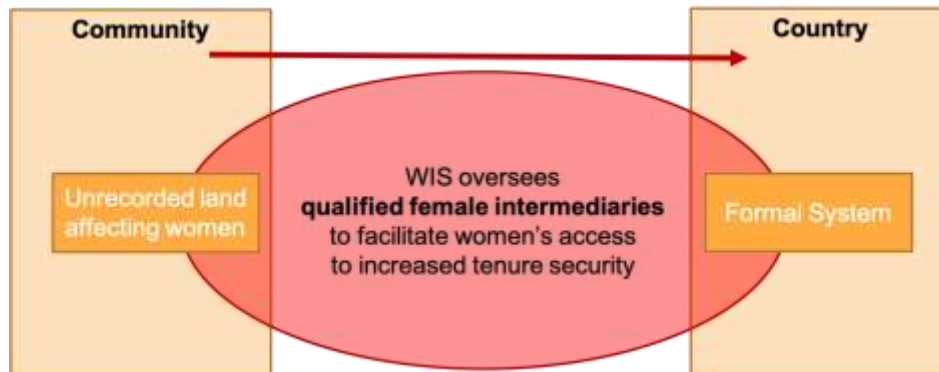 Community
Country
Unrecorded land
affecting women
WIS oversees
qualified female intermediaries
to facilitate women's access
to increased tenure security
Formal System